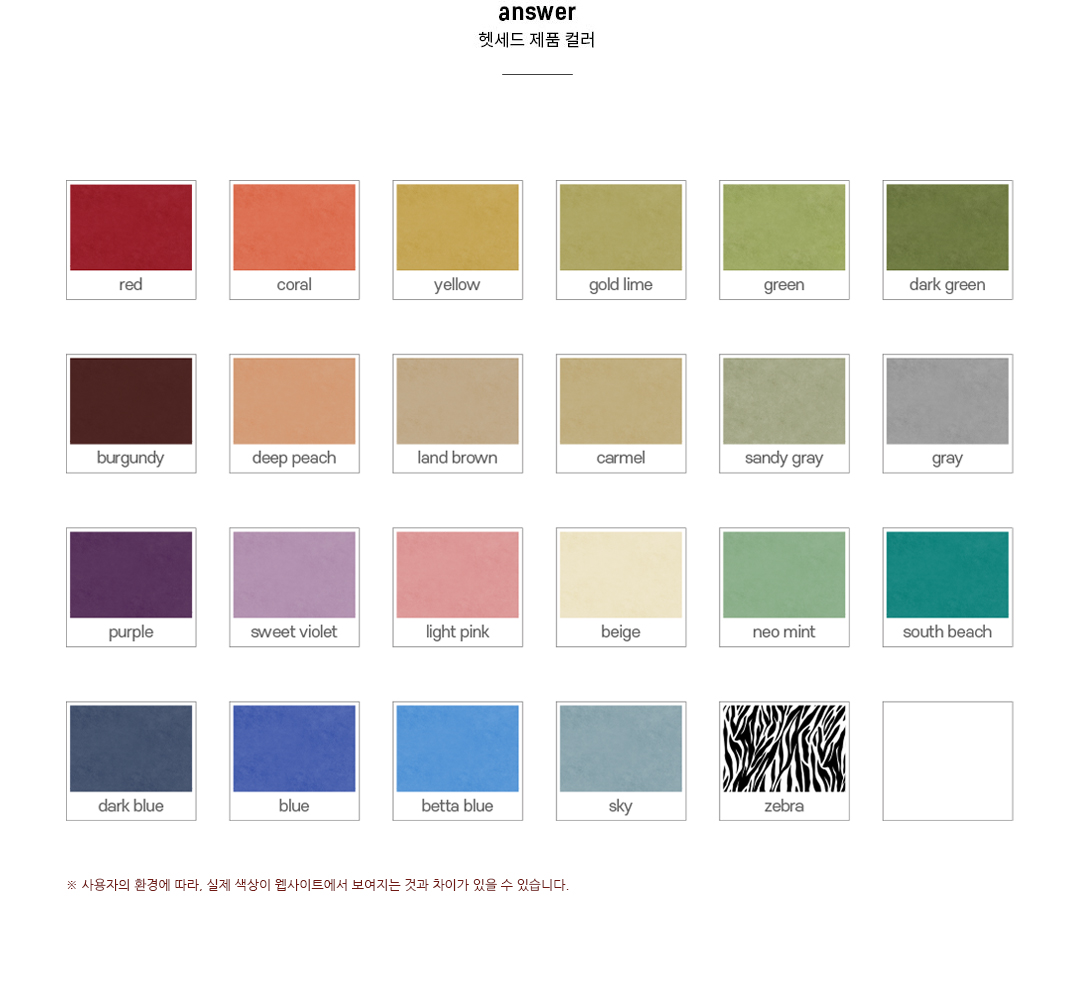 answer
헷세드 제품 컬러
red
coral
yellow
gold lime
green
dark green
burgundy
deep peach
land brown
carmel
sandy gray
gray
purple
sweet violet
light pink
beige
neo mint
south beach
dark blue
blue
betta blue
sky
zebra
※ 사용자의 환경에 따라, 실제 색상이 웹사이트에서 보여지는 것과 차이가 있을 수 있습니다.